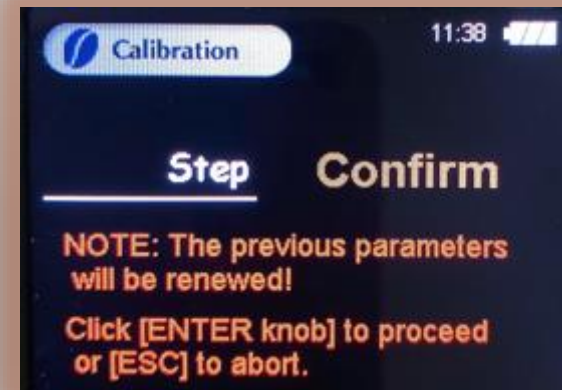 11:38
Calibration
Step Confirm
NOTE: The previous parameters
will be renewed!
Click [ENTER knob] to proceed
or [ESC] to abort.